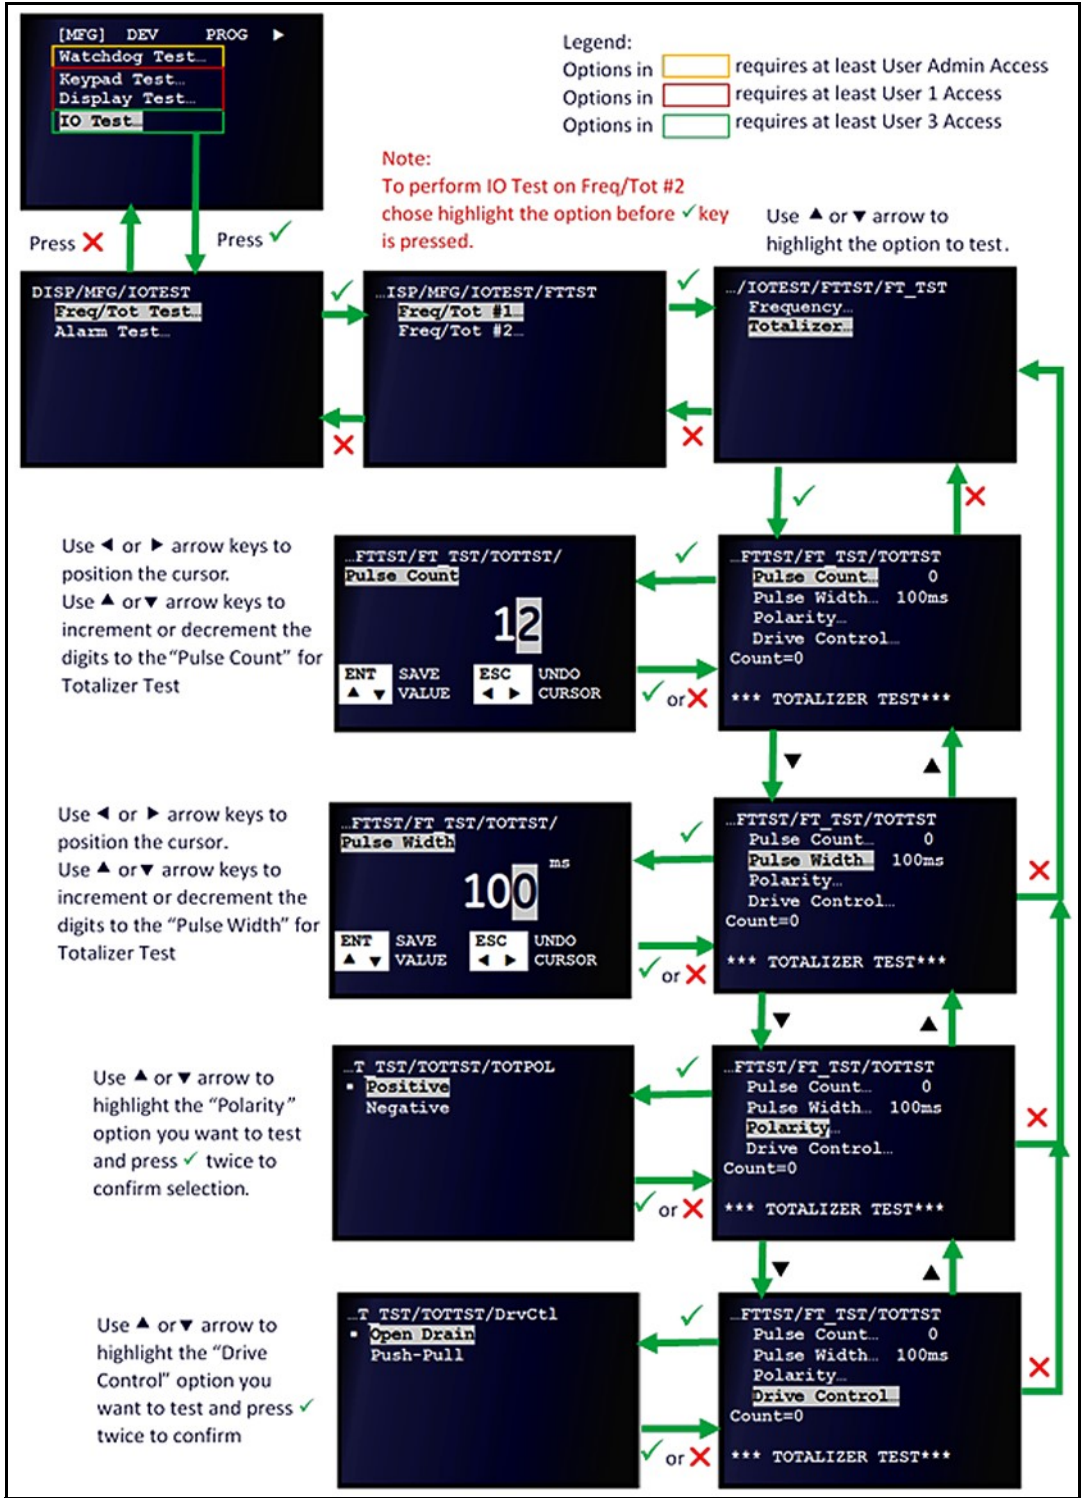 [MFG] DEV PROG ▶
Watchdog Test…
Keypad Test…
Display Test…
IO Test…
Legend:
Options in requires at least User Admin Access
Options in requires at least User 1 Access
Options in requires at least User 3 Access
Note:
To perform IO Test on Freq/Tot #2
chose highlight the option before ✓ key
is pressed.
Use ▲ or ▼ arrow to
highlight the option to test.
Press ✕
Press ✓
DISP/MFG/IOTEST
Freq/Tot Test…
Alarm Test…
✓
✕
…ISP/MFG/IOTEST/FTTST
Freq/Tot #1…
Freq/Tot #2…
✓
✕
…/IOTEST/FTTST/FT_TST
Frequency…
Totalizer…
✓
✕
Use ◀ or ▶ arrow keys to
position the cursor.
Use ▲ or ▼ arrow keys to
increment or decrement the
digits to the "Pulse Count" for
Totalizer Test
…FTTST/FT_TST/TOTTST/
Pulse Count
12
ENT SAVE ESC UNDO
▲ ▼ VALUE ◀ ▶ CURSOR
✓
✓ or ✕
…FTTST/FT_TST/TOTTST
Pulse Count… 0
Pulse Width… 100ms
Polarity…
Drive Control…
Count=0
*** TOTALIZER TEST***
▼ ▲
Use ◀ or ▶ arrow keys to
position the cursor.
Use ▲ or ▼ arrow keys to
increment or decrement the
digits to the "Pulse Width" for
Totalizer Test
…FTTST/FT_TST/TOTTST/
Pulse Width
100 ms
ENT SAVE ESC UNDO
▲ ▼ VALUE ◀ ▶ CURSOR
✓
✓ or ✕
…FTTST/FT_TST/TOTTST
Pulse Count… 0
Pulse Width… 100ms
Polarity…
Drive Control…
Count=0
*** TOTALIZER TEST***
✕
▼ ▲
Use ▲ or ▼ arrow to
highlight the "Polarity"
option you want to test
and press ✓ twice to
confirm selection.
…T_TST/TOTTST/TOTPOL
▪ Positive
Negative
✓
✓ or ✕
…FTTST/FT_TST/TOTTST
Pulse Count… 0
Pulse Width… 100ms
Polarity…
Drive Control…
Count=0
*** TOTALIZER TEST***
✕
▼ ▲
Use ▲ or ▼ arrow to
highlight the "Drive
Control" option you
want to test and press ✓
twice to confirm
…T_TST/TOTTST/DrvCtl
▪ Open Drain
Push-Pull
✓
✓ or ✕
…FTTST/FT_TST/TOTTST
Pulse Count… 0
Pulse Width… 100ms
Polarity…
Drive Control…
Count=0
*** TOTALIZER TEST***
✕